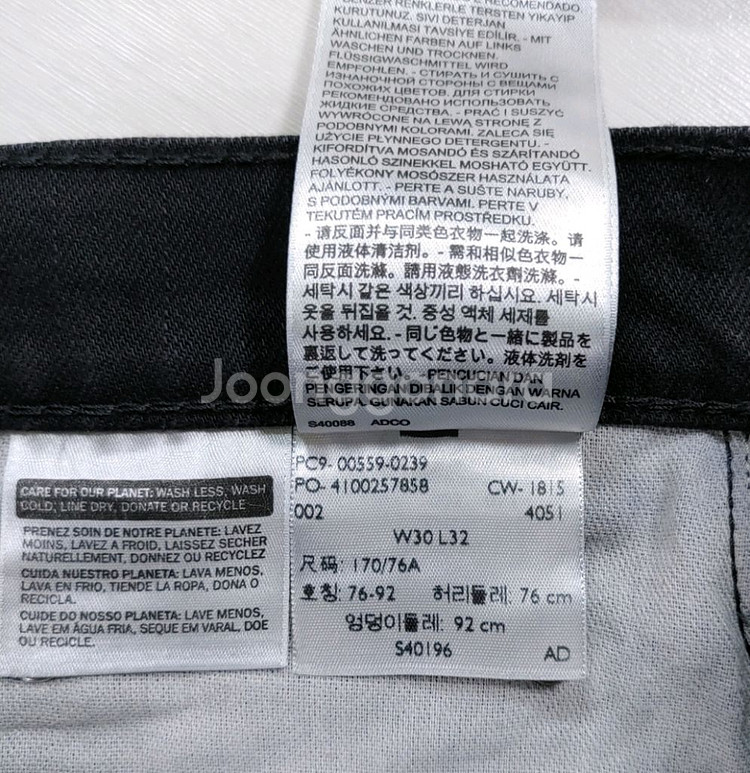 RECOMENDADO.
BENZER RENKLERLE TERSTEN YIKAYIP
KURUTUNUZ. SIVI DETERJAN
KULLANILMASI TAVSİYE EDİLİR. - MIT
ÄHNLICHEN FARBEN AUF LINKS
WASCHEN UND TROCKNEN.
FLÜSSIGWASCHMITTEL WIRD
EMPFOHLEN. - СТИРАТЬ И СУШИТЬ С
ИЗНАНОЧНОЙ СТОРОНЫ С ВЕЩАМИ
ПОХОЖИХ ЦВЕТОВ. ДЛЯ СТИРКИ
РЕКОМЕНДОВАНО ИСПОЛЬЗОВАТЬ
ЖИДКИЕ СРЕДСТВА. - PRAĆ I SUSZYĆ
WYWRÓCONE NA LEWĄ STRONĘ Z
PODOBNYMI KOLORAMI. ZALECA SIĘ
UŻYCIE PŁYNNEGO DETERGENTU. -
KIFORDÍTVA MOSANDÓ ÉS SZÁRÍTANDÓ
HASONLÓ SZINEKKEL MOSHATÓ EGYÜTT.
FOLYÉKONY MOSÓSZER HASZNÁLATA
AJÁNLOTT. - PERTE A SUŠTE NARUBY,
S PODOBNÝMI BARVAMI. PERTE V
TEKUTÉM PRACÍM PROSTŘEDKU.
- 请反面并与同类色衣物一起洗涤。请
使用液体清洁剂。- 需和相似色衣物一
同反面洗滌。請用液態洗衣劑洗滌。-
세탁시 같은 색상끼리 하십시요. 세탁시
옷을 뒤집을 것. 중성 액체 세제를
사용하세요. - 同じ色物と一緒に製品を
裏返して洗ってください。液体洗剤を
ご使用下さい。 - PENCUCIAN DAN
PENGERINGAN DIBALIK DENGAN WARNA
SERUPA. GUNAKAN SABUN CUCI CAIR.
S40088 ADCO
CARE FOR OUR PLANET: WASH LESS, WASH
COLD, LINE DRY, DONATE OR RECYCLE
PRENEZ SOIN DE NOTRE PLANETE: LAVEZ
MOINS, LAVEZ A FROID, LAISSEZ SECHER
NATURELLEMENT, DONNEZ OU RECYCLEZ
CUIDA NUESTRO PLANETA: LAVA MENOS,
LAVA EN FRIO, TIENDE LA ROPA, DONA O
RECICLA.
CUIDE DO NOSSO PLANETA: LAVE MENOS,
LAVE EM ÁGUA FRIA, SEQUE EM VARAL, DOE
OU RECICLE.
PC9- 00559-0239
PO- 4100257858 CW- 1815
002 4051
W30 L32
尺码: 170/76A
호칭: 76-92 허리둘레: 76 cm
엉덩이둘레: 92 cm
S40196 AD